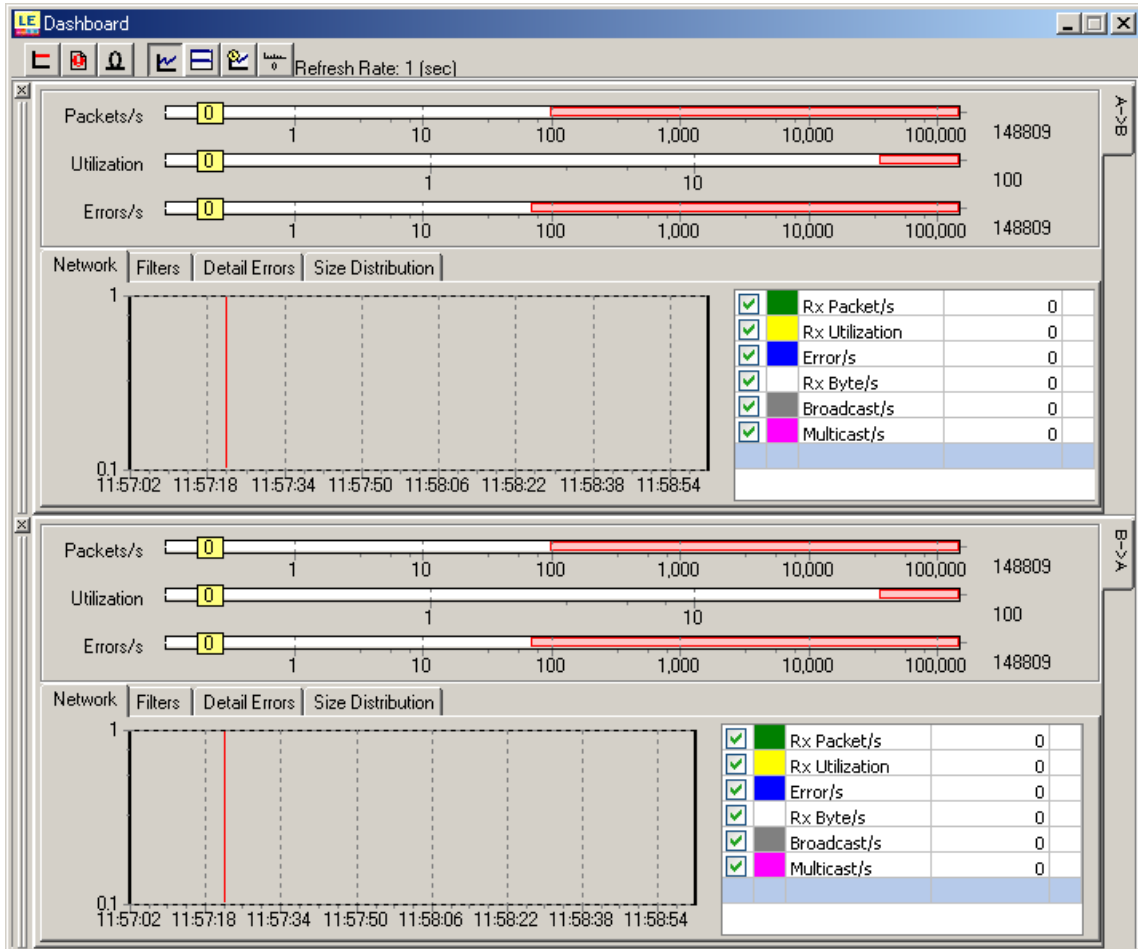 LE Dashboard
Refresh Rate: 1 (sec)
A->B
Packets/s 0 1 10 100 1,000 10,000 100,000 148809
Utilization 0 1 10 100
Errors/s 0 1 10 100 1,000 10,000 100,000 148809
Network Filters Detail Errors Size Distribution
1
0.1
11:57:02 11:57:18 11:57:34 11:57:50 11:58:06 11:58:22 11:58:38 11:58:54
Rx Packet/s 0
Rx Utilization 0
Error/s 0
Rx Byte/s 0
Broadcast/s 0
Multicast/s 0
B->A
Packets/s 0 1 10 100 1,000 10,000 100,000 148809
Utilization 0 1 10 100
Errors/s 0 1 10 100 1,000 10,000 100,000 148809
Network Filters Detail Errors Size Distribution
1
0.1
11:57:02 11:57:18 11:57:34 11:57:50 11:58:06 11:58:22 11:58:38 11:58:54
Rx Packet/s 0
Rx Utilization 0
Error/s 0
Rx Byte/s 0
Broadcast/s 0
Multicast/s 0